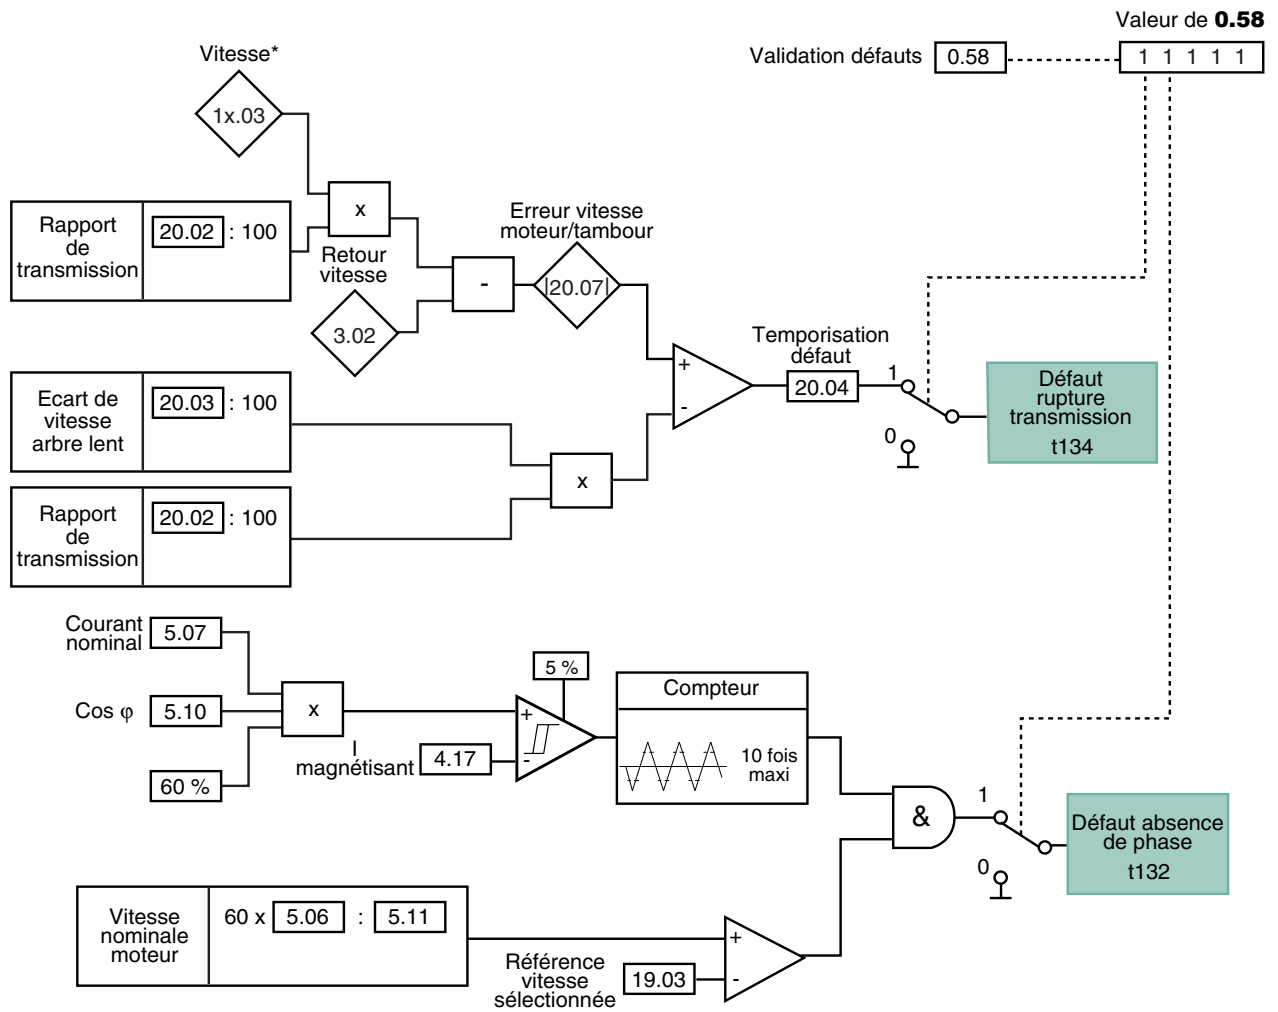 Valeur de 0.58
Validation défauts 0.58 1 1 1 1 1
Vitesse*
1x.03
Rapport
de
transmission
20.02 : 100
x
Retour
vitesse
3.02
-
Erreur vitesse
moteur/tambour
|20.07|
Ecart de
vitesse
arbre lent
20.03 : 100
Rapport
de
transmission
20.02 : 100
x
+
-
Temporisation
défaut
20.04
1
0
Défaut
rupture
transmission
t134
Courant
nominal
5.07
Cos φ 5.10
60 %
x
I
magnétisant
4.17
5 %
+
-
Compteur
10 fois
maxi
&
1
0
Défaut absence
de phase
t132
Vitesse
nominale
moteur
60 x 5.06 : 5.11
Référence
vitesse
sélectionnée
19.03
+
-